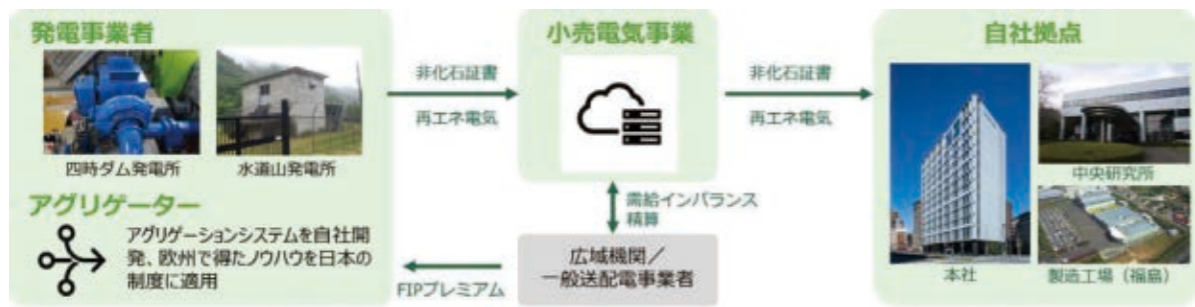 発電事業者
四時ダム発電所
水道山発電所
アグリゲーター
アグリゲーションシステムを自社開
発、欧州で得たノウハウを日本の
制度に適用
非化石証書
再エネ電気
小売電気事業
需給インバランス
積算
広域機関／
一般送配電事業者
FIPプレミアム
非化石証書
再エネ電気
自社拠点
本社
中央研究所
製造工場（福島）